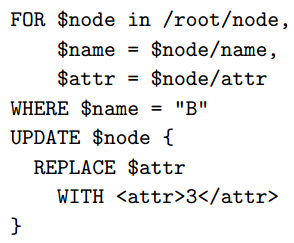 FOR $node in /root/node,
    $name = $node/name,
    $attr = $node/attr
WHERE $name = "B"
UPDATE $node {
  REPLACE $attr
    WITH <attr>3</attr>
}